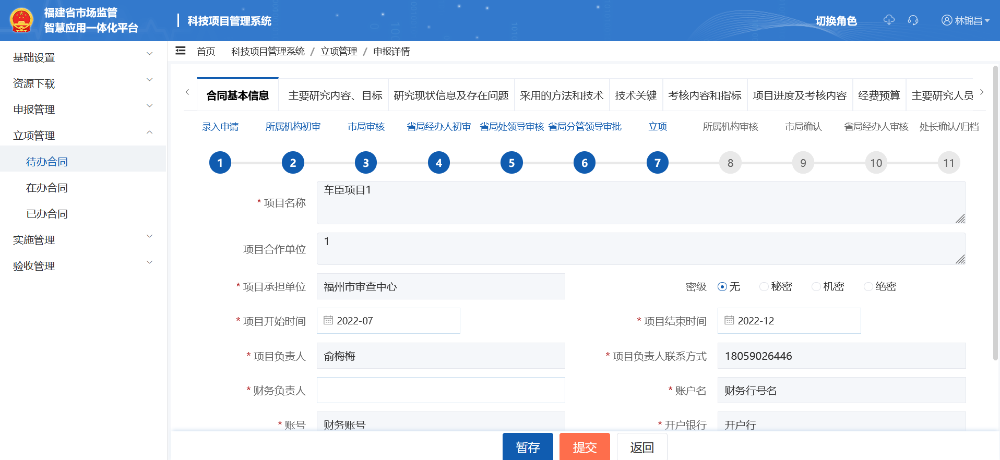 福建省市场监管
智慧应用一体化平台
科技项目管理系统
切换角色
林锦昌
基础设置
资源下载
申报管理
立项管理
待办合同
在办合同
已办合同
实施管理
验收管理
首页 科技项目管理系统 / 立项管理 / 申报详情
合同基本信息 主要研究内容、目标 研究现状信息及存在问题 采用的方法和技术 技术关键 考核内容和指标 项目进度及考核内容 经费预算 主要研究人员
录入申请 所属机构初审 市局审核 省局经办人初审 省局处领导审核 省局分管领导审批 立项 所属机构审核 市局确认 省局经办人审核 处长确认/归档
1 2 3 4 5 6 7 8 9 10 11
* 项目名称 车臣项目1
项目合作单位 1
* 项目承担单位 福州市审查中心 密级 无 秘密 机密 绝密
* 项目开始时间 2022-07 * 项目结束时间 2022-12
* 项目负责人 俞梅梅 * 项目负责人联系方式 18059026446
* 财务负责人 * 账户名 财务行号名
* 账号 财务账号 * 开户银行 开户行
暂存 提交 返回